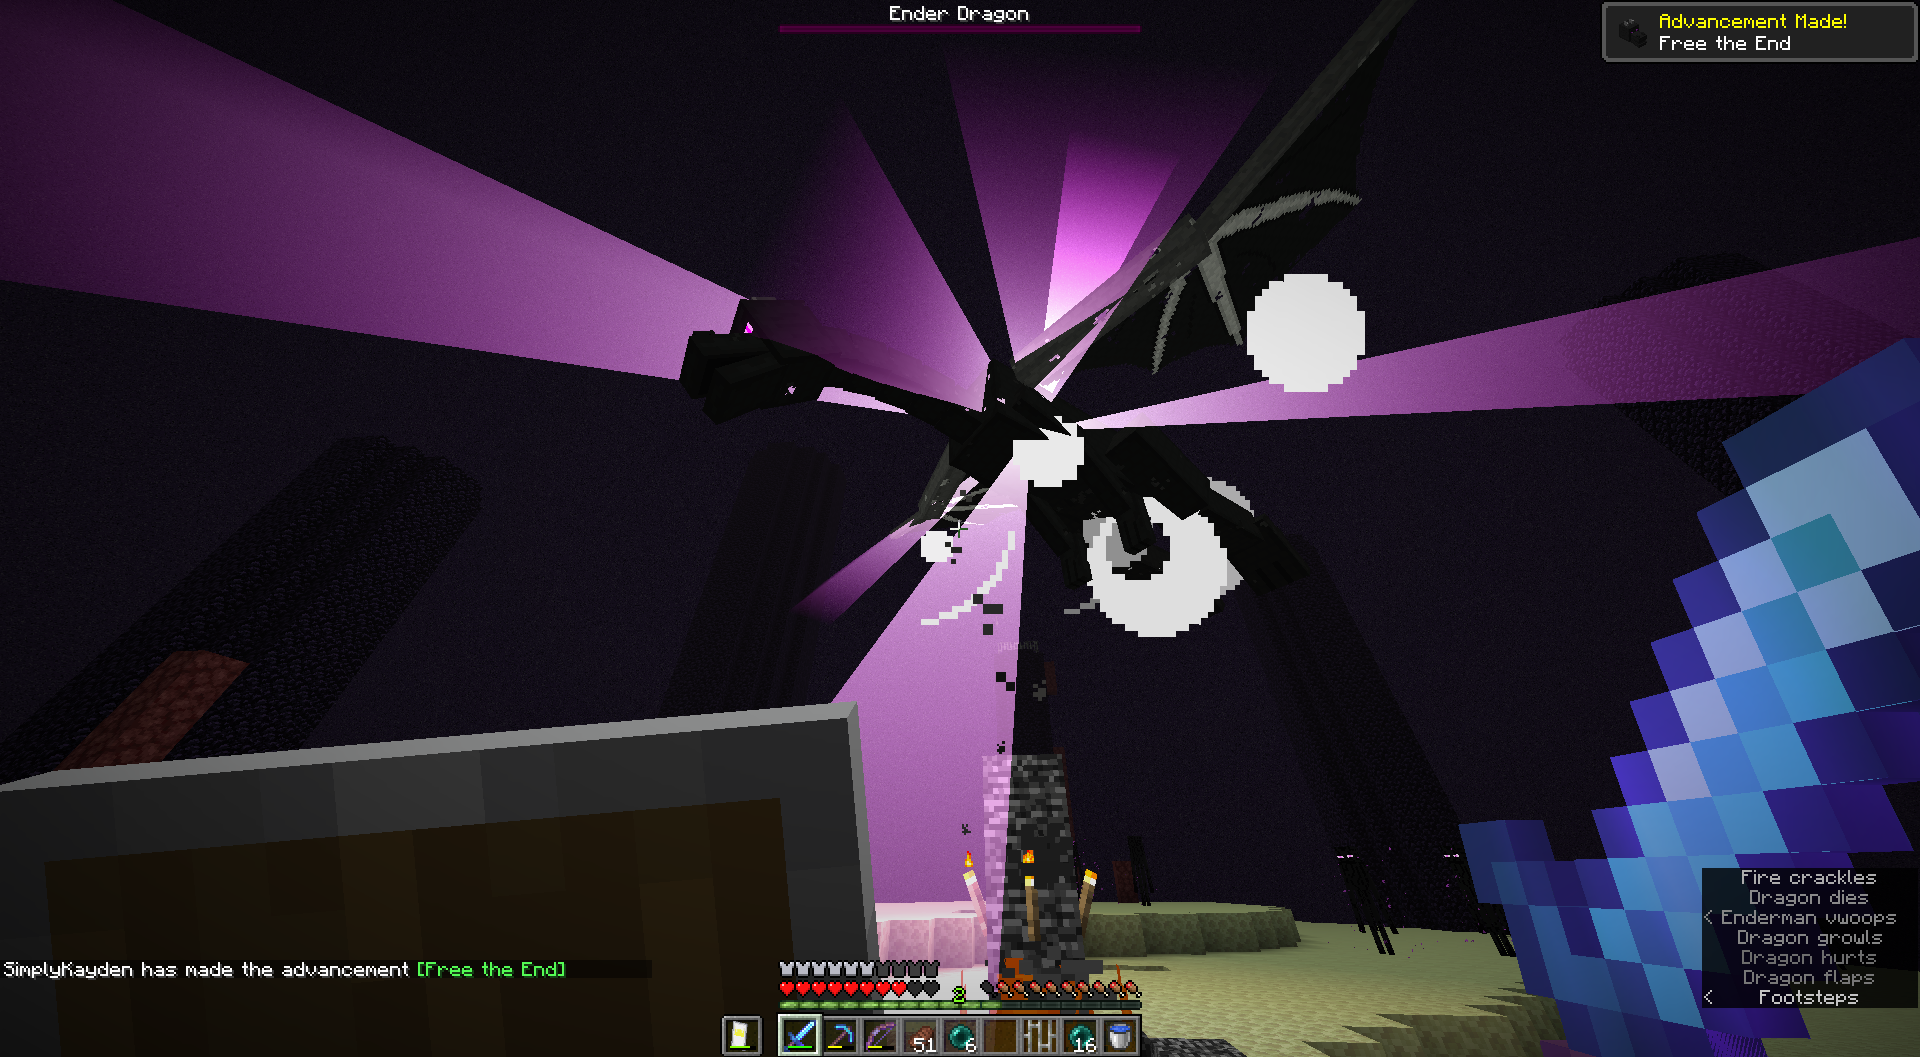 Ender Dragon
Advancement Made!
Free the End
Fire crackles
Dragon dies
< Enderman vwoops
Dragon growls
Dragon hurts
Dragon flaps
< Footsteps
SimplyKayden has made the advancement [Free the End]
2
51
6
16